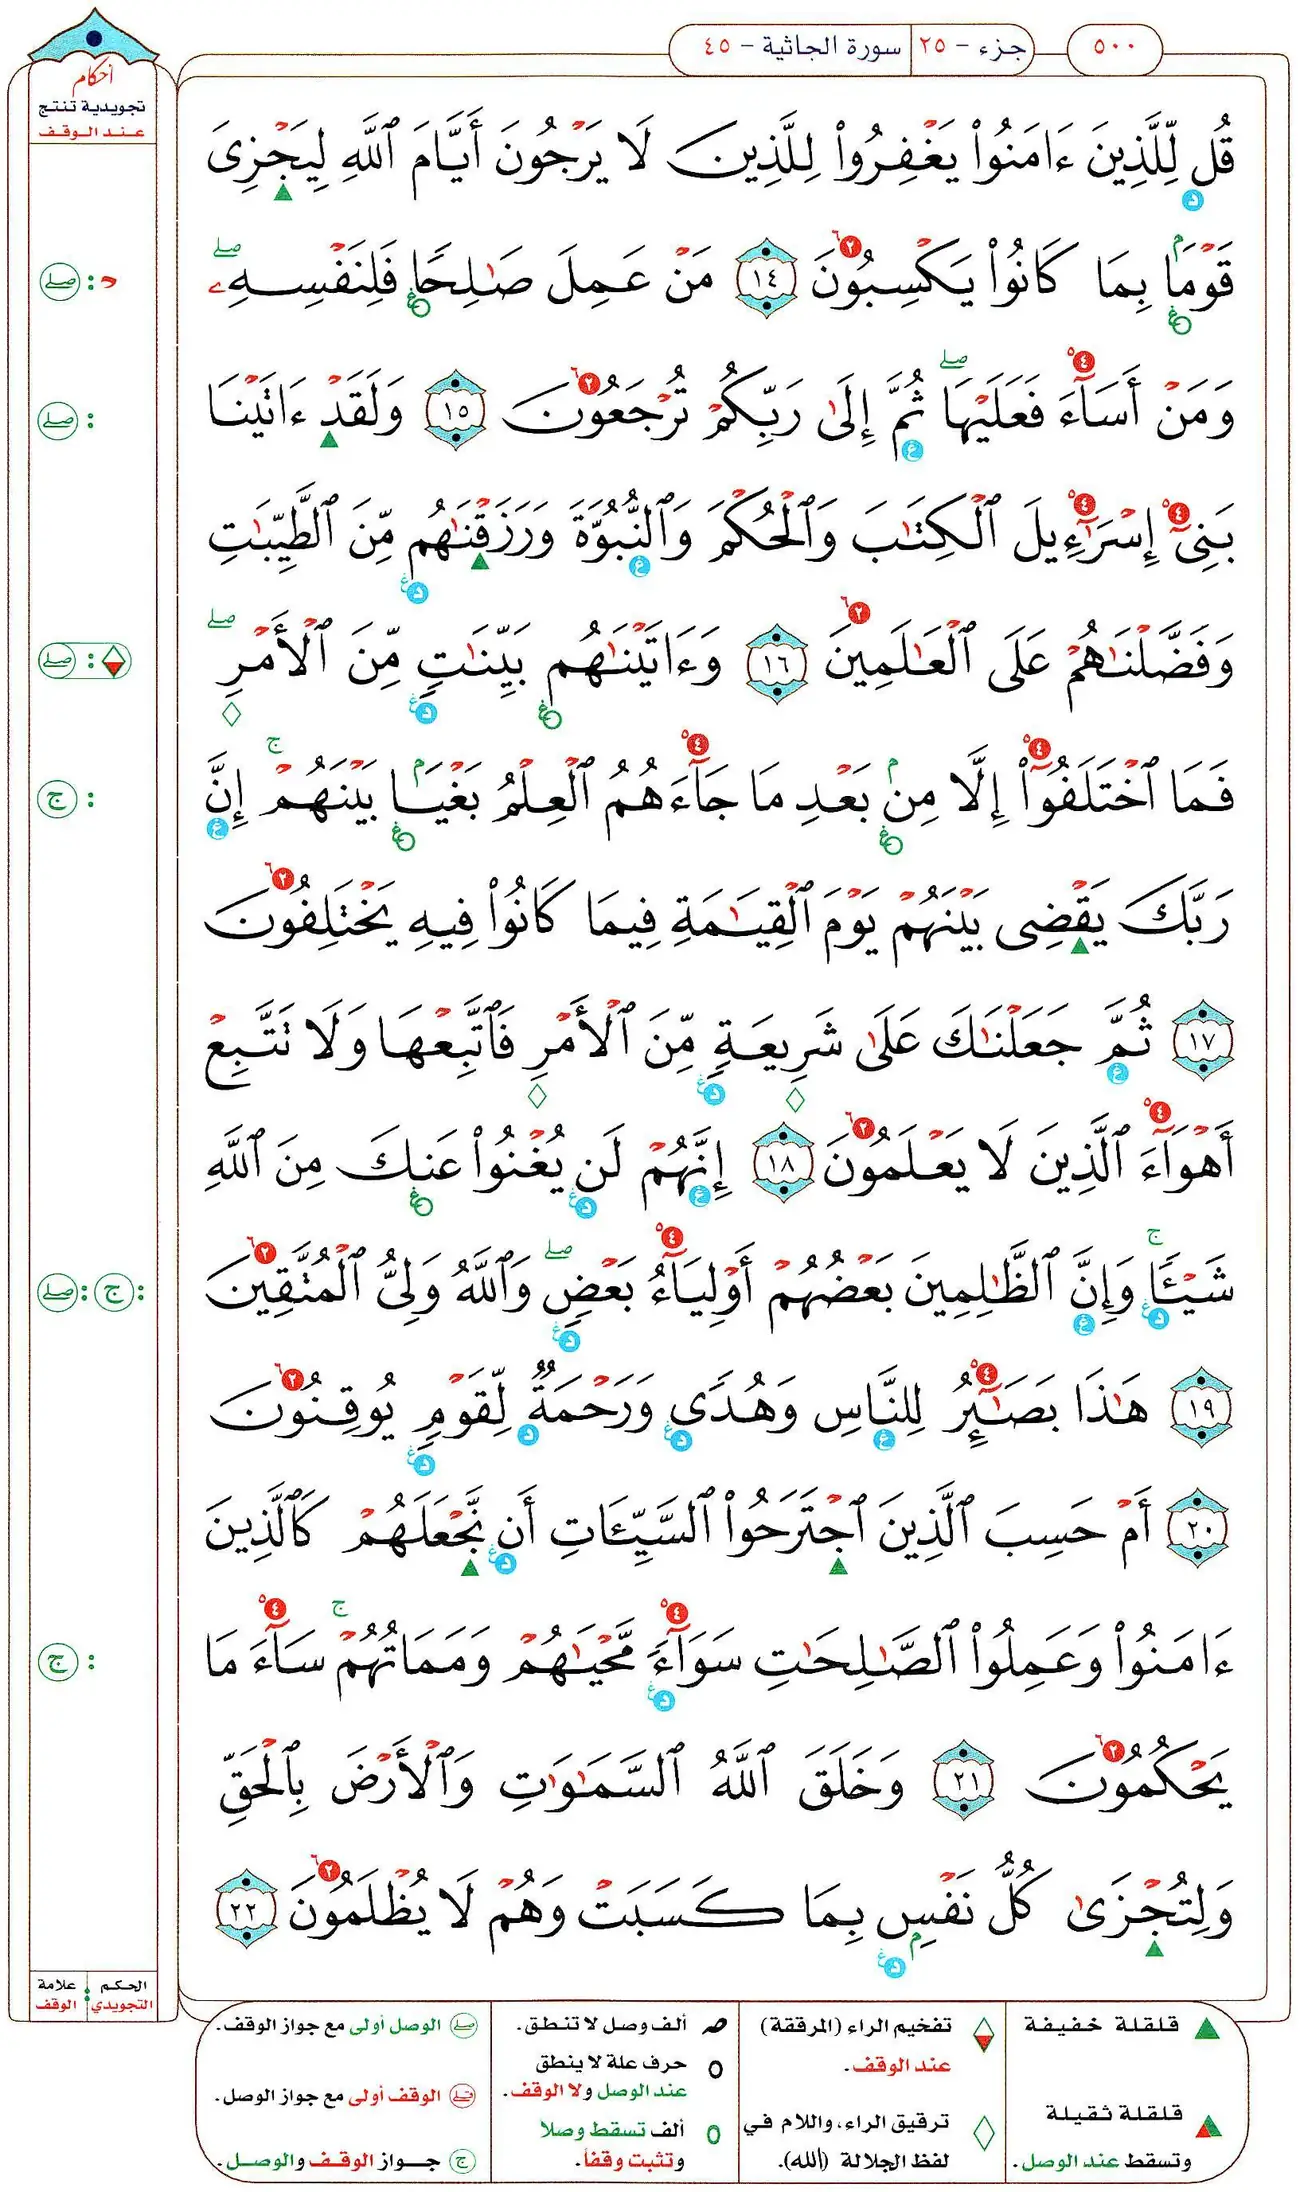 ٥٠٠
جزء - ٢٥
سورة الجاثية - ٤٥
أحكام
تجويدية تنتج
عند الوقف
قُل لِّلَّذِينَ ءَامَنُوا۟ يَغْفِرُوا۟ لِلَّذِينَ لَا يَرْجُونَ أَيَّامَ ٱللَّهِ لِيَجْزِىَ
قَوْمًۢا بِمَا كَانُوا۟ يَكْسِبُونَ ١٤ مَنْ عَمِلَ صَـٰلِحًا فَلِنَفْسِهِۦ ۖ
وَمَنْ أَسَآءَ فَعَلَيْهَا ۖ ثُمَّ إِلَىٰ رَبِّكُمْ تُرْجَعُونَ ١٥ وَلَقَدْ ءَاتَيْنَا
بَنِىٓ إِسْرَٰٓءِيلَ ٱلْكِتَـٰبَ وَٱلْحُكْمَ وَٱلنُّبُوَّةَ وَرَزَقْنَـٰهُم مِّنَ ٱلطَّيِّبَـٰتِ
وَفَضَّلْنَـٰهُمْ عَلَى ٱلْعَـٰلَمِينَ ١٦ وَءَاتَيْنَـٰهُم بَيِّنَـٰتٍ مِّنَ ٱلْأَمْرِ ۖ
فَمَا ٱخْتَلَفُوٓا۟ إِلَّا مِنۢ بَعْدِ مَا جَآءَهُمُ ٱلْعِلْمُ بَغْيًۢا بَيْنَهُمْ ۚ إِنَّ
رَبَّكَ يَقْضِى بَيْنَهُمْ يَوْمَ ٱلْقِيَـٰمَةِ فِيمَا كَانُوا۟ فِيهِ يَخْتَلِفُونَ
١٧ ثُمَّ جَعَلْنَـٰكَ عَلَىٰ شَرِيعَةٍ مِّنَ ٱلْأَمْرِ فَٱتَّبِعْهَا وَلَا تَتَّبِعْ
أَهْوَآءَ ٱلَّذِينَ لَا يَعْلَمُونَ ١٨ إِنَّهُمْ لَن يُغْنُوا۟ عَنكَ مِنَ ٱللَّهِ
شَيْـًٔا ۚ وَإِنَّ ٱلظَّـٰلِمِينَ بَعْضُهُمْ أَوْلِيَآءُ بَعْضٍ ۖ وَٱللَّهُ وَلِىُّ ٱلْمُتَّقِينَ
١٩ هَـٰذَا بَصَـٰٓئِرُ لِلنَّاسِ وَهُدًى وَرَحْمَةٌ لِّقَوْمٍ يُوقِنُونَ
٢٠ أَمْ حَسِبَ ٱلَّذِينَ ٱجْتَرَحُوا۟ ٱلسَّيِّـَٔاتِ أَن نَّجْعَلَهُمْ كَٱلَّذِينَ
ءَامَنُوا۟ وَعَمِلُوا۟ ٱلصَّـٰلِحَـٰتِ سَوَآءً مَّحْيَاهُمْ وَمَمَاتُهُمْ ۚ سَآءَ مَا
يَحْكُمُونَ ٢١ وَخَلَقَ ٱللَّهُ ٱلسَّمَـٰوَٰتِ وَٱلْأَرْضَ بِٱلْحَقِّ
وَلِتُجْزَىٰ كُلُّ نَفْسٍۭ بِمَا كَسَبَتْ وَهُمْ لَا يُظْلَمُونَ ٢٢
الحكم التجويدي : علامة الوقف
قلقلة خفيفة
قلقلة ثقيلة
وتسقط عند الوصل.
تفخيم الراء (المرققة)
عند الوقف.
ترقيق الراء، واللام في
لفظ الجلالة (الله).
ألف وصل لا تنطق.
حرف علة لا ينطق
عند الوصل ولا الوقف.
ألف تسقط وصلا
وتثبت وقفاً.
صلے الوصل أولى مع جواز الوقف.
قلے الوقف أولى مع جواز الوصل.
ج جواز الوقف والوصل.